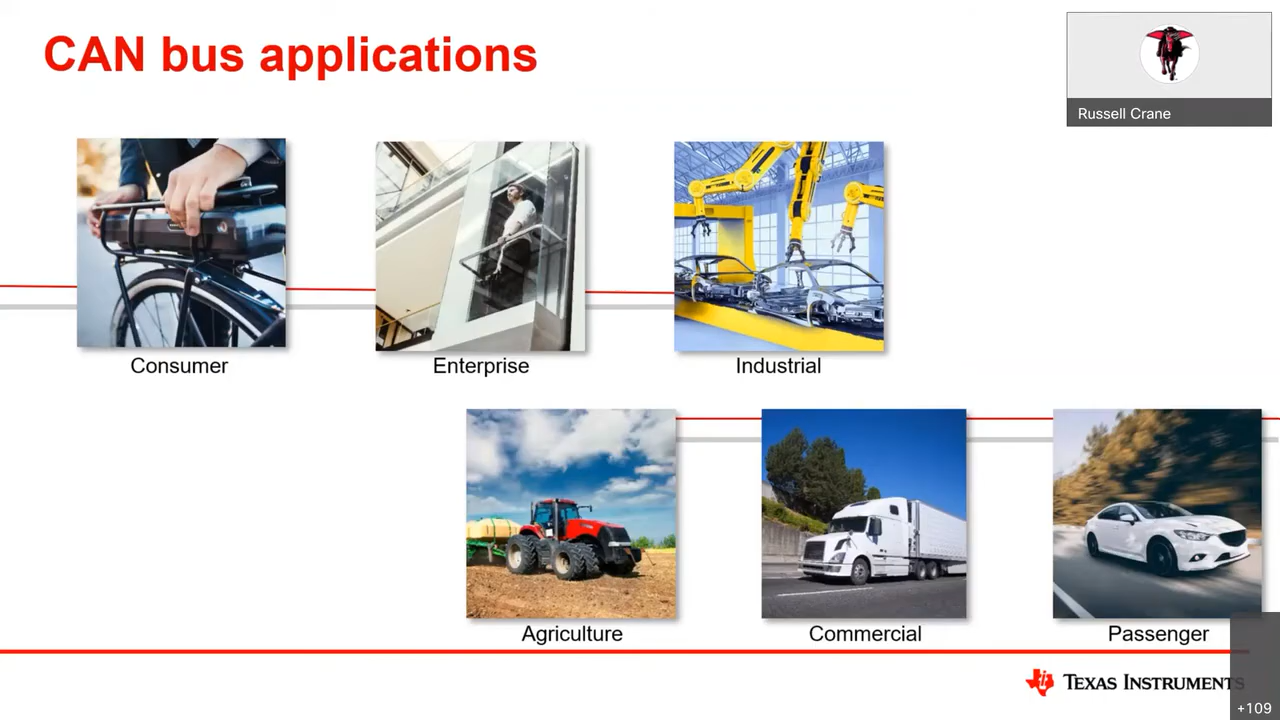 CAN bus applications
Russell Crane
Consumer
Enterprise
Industrial
Agriculture
Commercial
Passenger
TEXAS INSTRUMENTS
+109